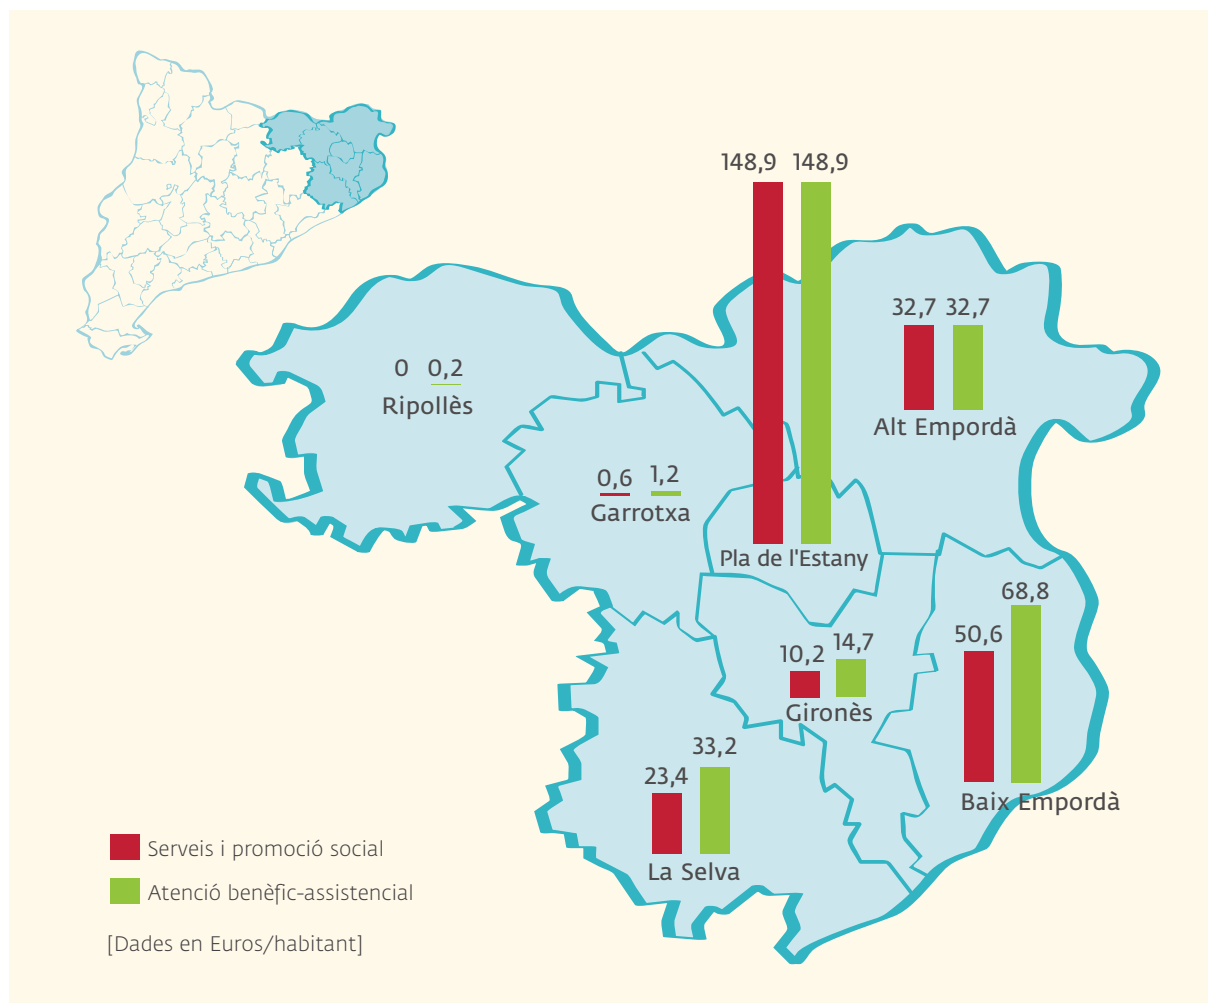 148,9 148,9
32,7 32,7
Alt Empordà
0 0,2
Ripollès
0,6 1,2
Garrotxa
Pla de l'Estany
50,6 68,8
Baix Empordà
10,2 14,7
Gironès
23,4 33,2
La Selva
Serveis i promoció social
Atenció benèfic-assistencial
[Dades en Euros/habitant]